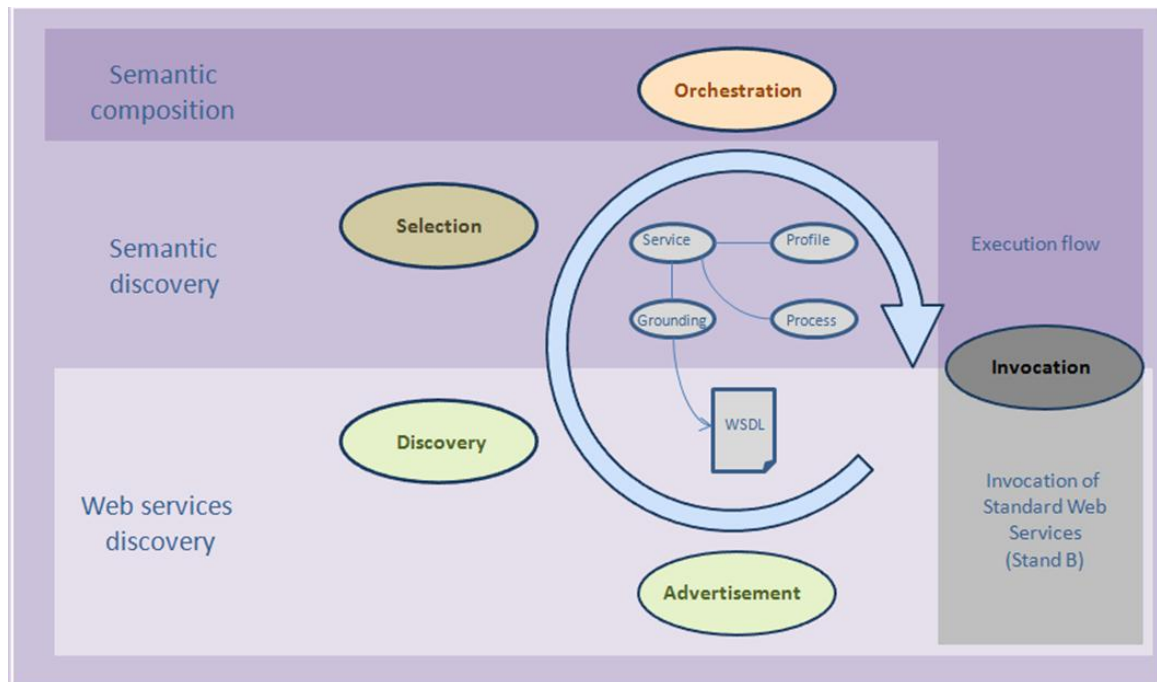 Semantic
composition
Orchestration
Selection
Semantic
discovery
Service
Profile
Execution flow
Grounding
Process
Invocation
Discovery
WSDL
Web services
discovery
Invocation of
Standard Web
Services
(Stand B)
Advertisement